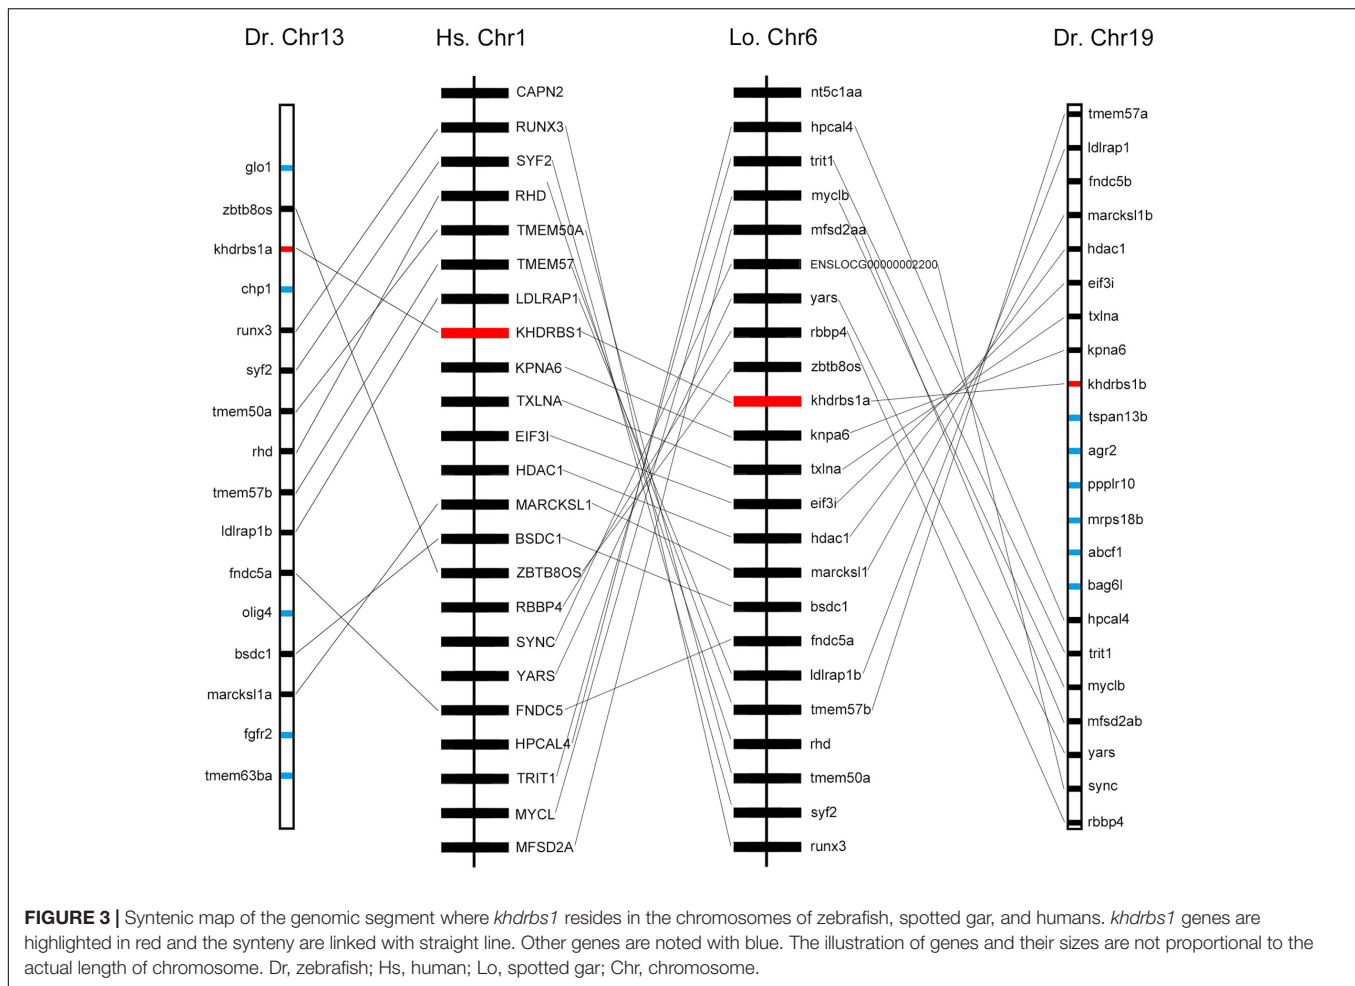 Dr. Chr13
Hs. Chr1
Lo. Chr6
Dr. Chr19
glo1
zbtb8os
khdrbs1a
chp1
runx3
syf2
tmem50a
rhd
tmem57b
ldlrap1b
fndc5a
olig4
bsdc1
marcksl1a
fgfr2
tmem63ba
CAPN2
RUNX3
SYF2
RHD
TMEM50A
TMEM57
LDLRAP1
KHDRBS1
KPNA6
TXLNA
EIF3I
HDAC1
MARCKSL1
BSDC1
ZBTB8OS
RBBP4
SYNC
YARS
FNDC5
HPCAL4
TRIT1
MYCL
MFSD2A
nt5c1aa
hpcal4
trit1
myclb
mfsd2aa
ENSLOCG00000002200
yars
rbbp4
zbtb8os
khdrbs1a
knpa6
txlna
eif3i
hdac1
marcksl1
bsdc1
fndc5a
ldlrap1b
tmem57b
rhd
tmem50a
syf2
runx3
tmem57a
ldlrap1
fndc5b
marcksl1b
hdac1
eif3i
txlna
kpna6
khdrbs1b
tspan13b
agr2
ppplr10
mrps18b
abcf1
bag6l
hpcal4
trit1
myclb
mfsd2ab
yars
sync
rbbp4
FIGURE 3 | Syntenic map of the genomic segment where khdrbs1 resides in the chromosomes of zebrafish, spotted gar, and humans. khdrbs1 genes are
highlighted in red and the synteny are linked with straight line. Other genes are noted with blue. The illustration of genes and their sizes are not proportional to the
actual length of chromosome. Dr, zebrafish; Hs, human; Lo, spotted gar; Chr, chromosome.